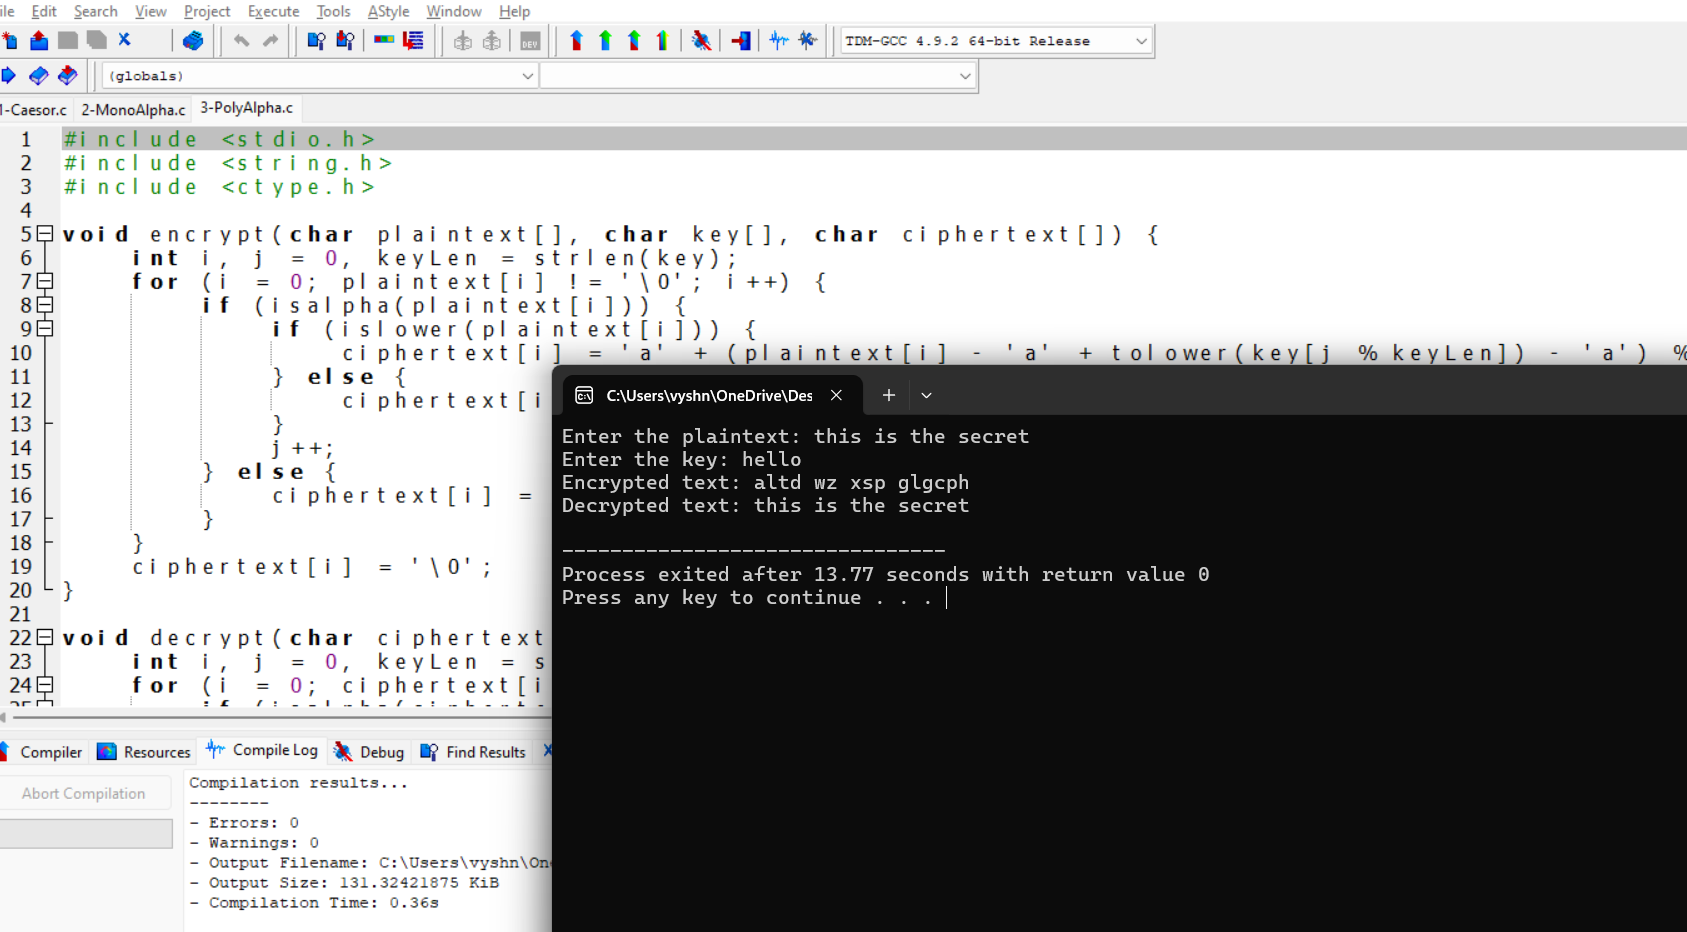 ile Edit Search View Project Execute Tools AStyle Window Help
DEV TDM-GCC 4.9.2 64-bit Release
(globals)
1-Caesor.c 2-MonoAlpha.c 3-PolyAlpha.c
1 #include <stdio.h>
2 #include <string.h>
3 #include <ctype.h>
4
5 void encrypt(char plaintext[], char key[], char ciphertext[]) {
6 int i, j = 0, keyLen = strlen(key);
7 for (i = 0; plaintext[i] != '\0'; i++) {
8 if (isalpha(plaintext[i])) {
9 if (islower(plaintext[i])) {
10 ciphertext[i] = 'a' + (plaintext[i] - 'a' + tolower(key[j % keyLen]) - 'a') %
11 } else {
12 ciphertext[i
13 }
14 j++;
15 } else {
16 ciphertext[i] =
17 }
18 }
19 ciphertext[i] = '\0';
20 }
21
22 void decrypt(char ciphertext
23 int i, j = 0, keyLen = s
24 for (i = 0; ciphertext[i
C:\Users\vyshn\OneDrive\Des
Enter the plaintext: this is the secret
Enter the key: hello
Encrypted text: altd wz xsp glgcph
Decrypted text: this is the secret
--------------------------------
Process exited after 13.77 seconds with return value 0
Press any key to continue . . .
Compiler Resources Compile Log Debug Find Results
Abort Compilation
Compilation results...
--------
- Errors: 0
- Warnings: 0
- Output Filename: C:\Users\vyshn\On
- Output Size: 131.32421875 KiB
- Compilation Time: 0.36s